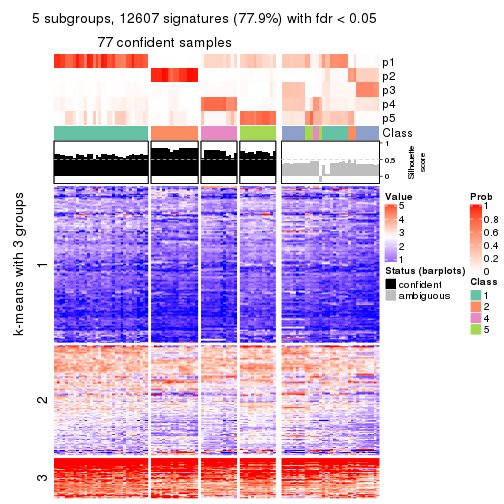 5 subgroups, 12607 signatures (77.9%) with fdr < 0.05
77 confident samples
p1
p2
p3
p4
p5
Class
1
0.5
0
Silhouette
score
k-means with 3 groups
1
2
3
Value
5
4
3
2
1
Status (barplots)
confident
ambiguous
Prob
1
0.8
0.6
0.4
0.2
0
Class
1
2
4
5